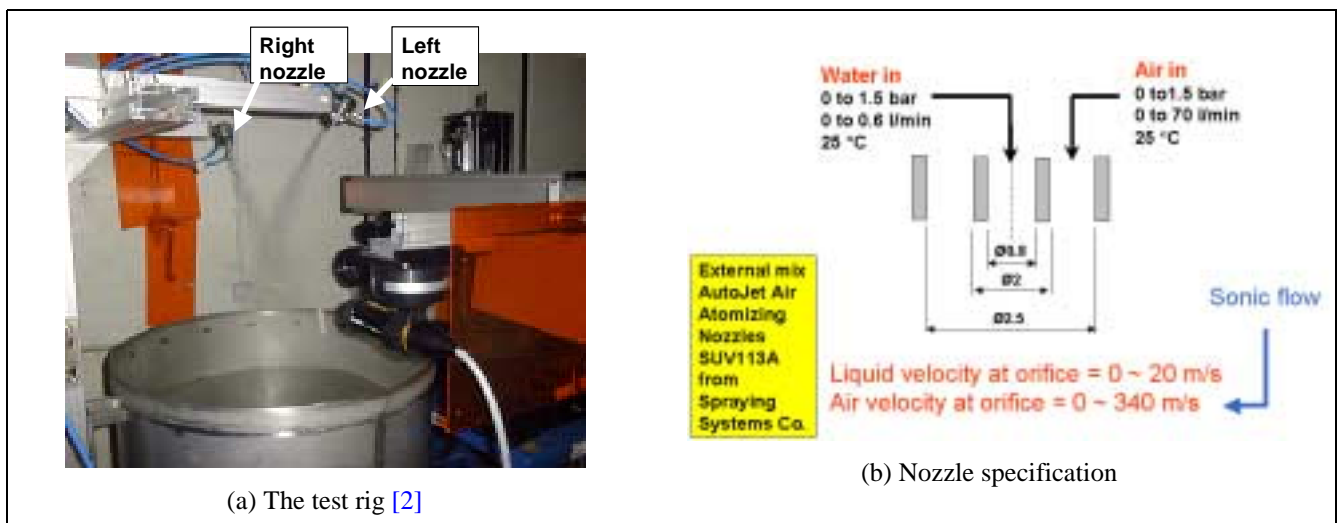 Right
nozzle
Left
nozzle
(a) The test rig [2]
Water in
0 to 1.5 bar
0 to 0.6 l/min
25 °C
Air in
0 to1.5 bar
0 to 70 l/min
25 °C
Ø0.8
Ø2
Ø2.5
External mix
AutoJet Air
Atomizing
Nozzles
SUV113A
from
Spraying
Systems Co.
Sonic flow
Liquid velocity at orifice = 0 ~ 20 m/s
Air velocity at orifice = 0 ~ 340 m/s
(b) Nozzle specification